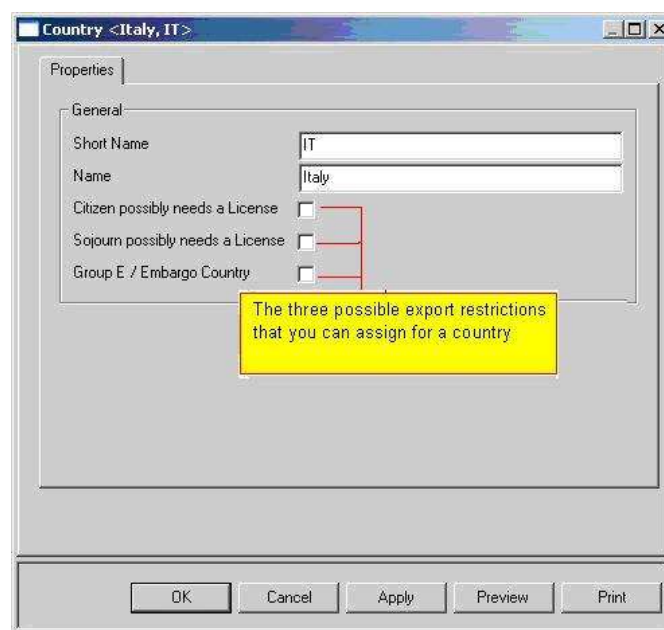 Country <Italy, IT>
Properties
General
Short Name
IT
Name
Italy
Citizen possibly needs a License
Sojourn possibly needs a License
Group E / Embargo Country
The three possible export restrictions
that you can assign for a country
OK
Cancel
Apply
Preview
Print